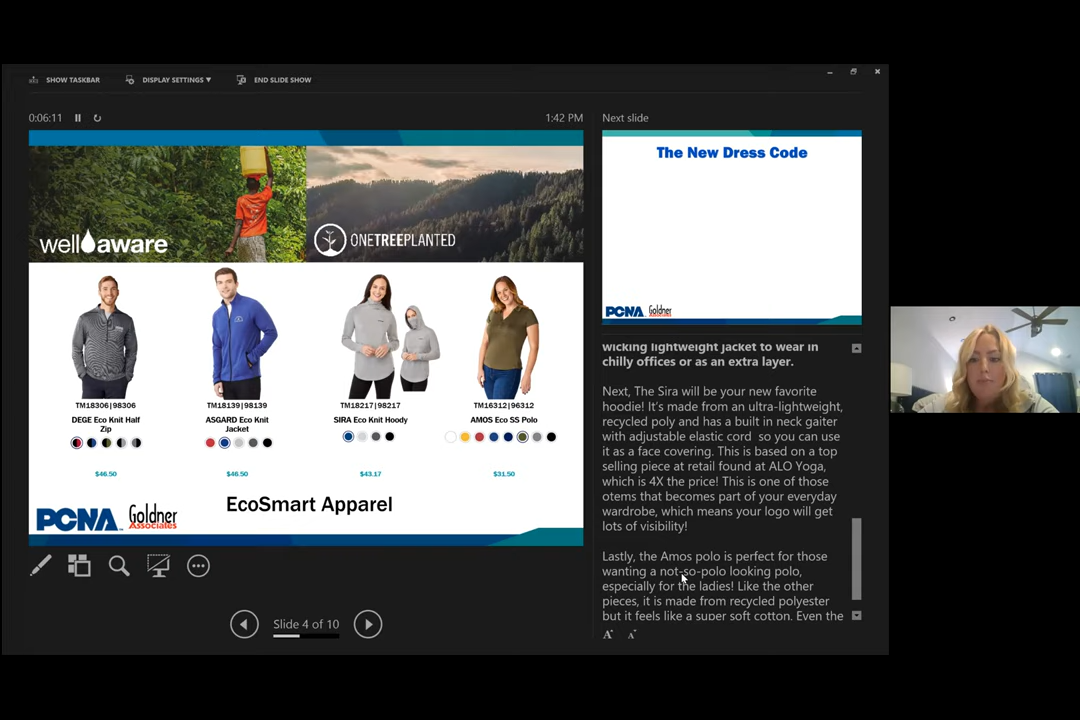 SHOW TASKBAR
DISPLAY SETTINGS ▼
END SLIDE SHOW
0:06:11
1:42 PM
Next slide
well aware
ONETREEPLANTED
TM18306|98306
DEGE Eco Knit Half
Zip
$46.50
TM18139|98139
ASGARD Eco Knit
Jacket
$46.50
TM18217|98217
SIRA Eco Knit Hoody
$43.17
TM16312|96312
AMOS Eco SS Polo
$31.50
EcoSmart Apparel
PCNA
Goldner
Associates
Slide 4 of 10
The New Dress Code
PCNA
Goldner
Associates
wicking lightweight jacket to wear in
chilly offices or as an extra layer.
Next, The Sira will be your new favorite
hoodie! It's made from an ultra-lightweight,
recycled poly and has a built in neck gaiter
with adjustable elastic cord so you can use
it as a face covering. This is based on a top
selling piece at retail found at ALO Yoga,
which is 4X the price! This is one of those
otems that becomes part of your everyday
wardrobe, which means your logo will get
lots of visibility!
Lastly, the Amos polo is perfect for those
wanting a not-so-polo looking polo,
especially for the ladies! Like the other
pieces, it is made from recycled polyester
but it feels like a super soft cotton. Even the
A A